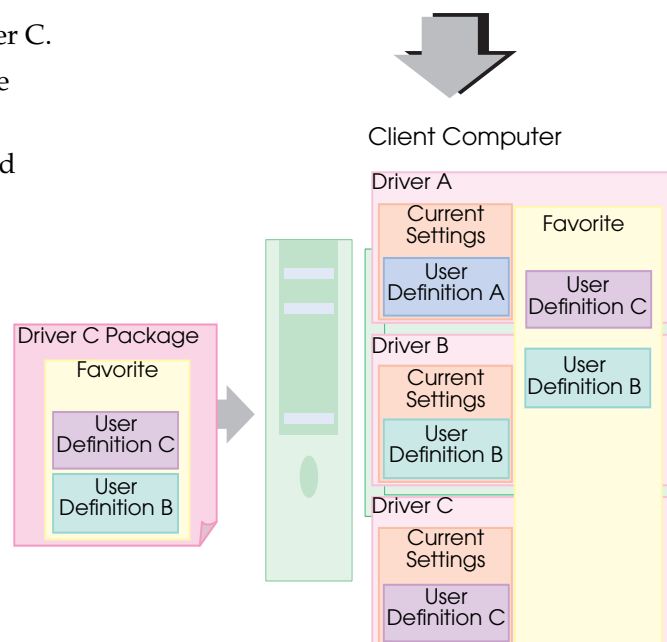 er C.
e
d
Client Computer
Driver A
Current
Settings
User
Definition A
Favorite
User
Definition C
User
Definition B
Driver B
Current
Settings
User
Definition B
Driver C
Current
Settings
User
Definition C
Driver C Package
Favorite
User
Definition C
User
Definition B